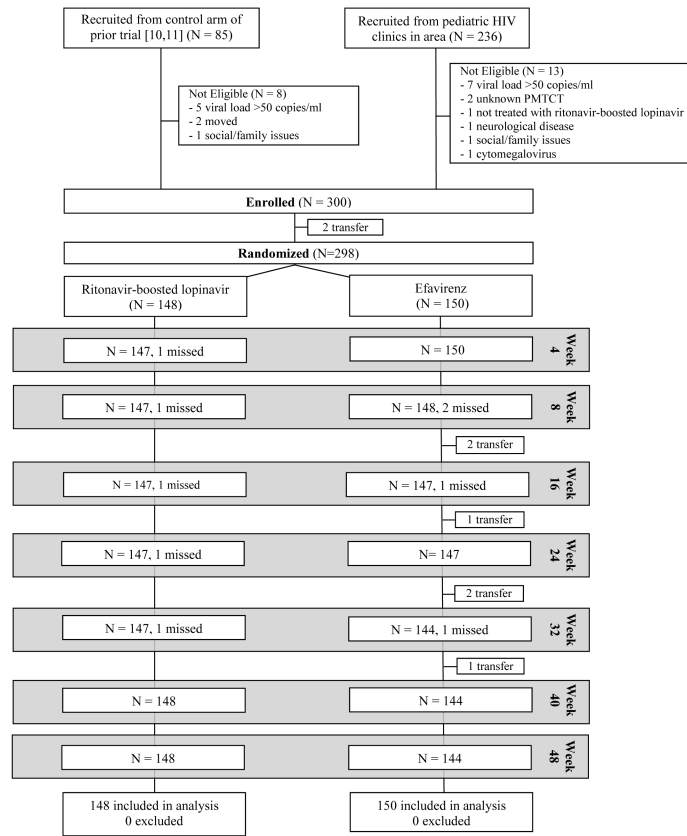 Recruited from control arm of
prior trial [10,11] (N = 85)
Recruited from pediatric HIV
clinics in area (N = 236)
Not Eligible (N = 8)
- 5 viral load >50 copies/ml
- 2 moved
- 1 social/family issues
Not Eligible (N = 13)
- 7 viral load >50 copies/ml
- 2 unknown PMTCT
- 1 not treated with ritonavir-boosted lopinavir
- 1 neurological disease
- 1 social/family issues
- 1 cytomegalovirus
Enrolled (N = 300)
2 transfer
Randomized (N=298)
Ritonavir-boosted lopinavir
(N = 148)
Efavirenz
(N = 150)
N = 147, 1 missed
N = 150
Week
4
N = 147, 1 missed
N = 148, 2 missed
Week
8
2 transfer
N = 147, 1 missed
N = 147, 1 missed
Week
16
1 transfer
N = 147, 1 missed
N= 147
Week
24
2 transfer
N = 147, 1 missed
N = 144, 1 missed
Week
32
1 transfer
N = 148
N = 144
Week
40
N = 148
N = 144
Week
48
148 included in analysis
0 excluded
150 included in analysis
0 excluded